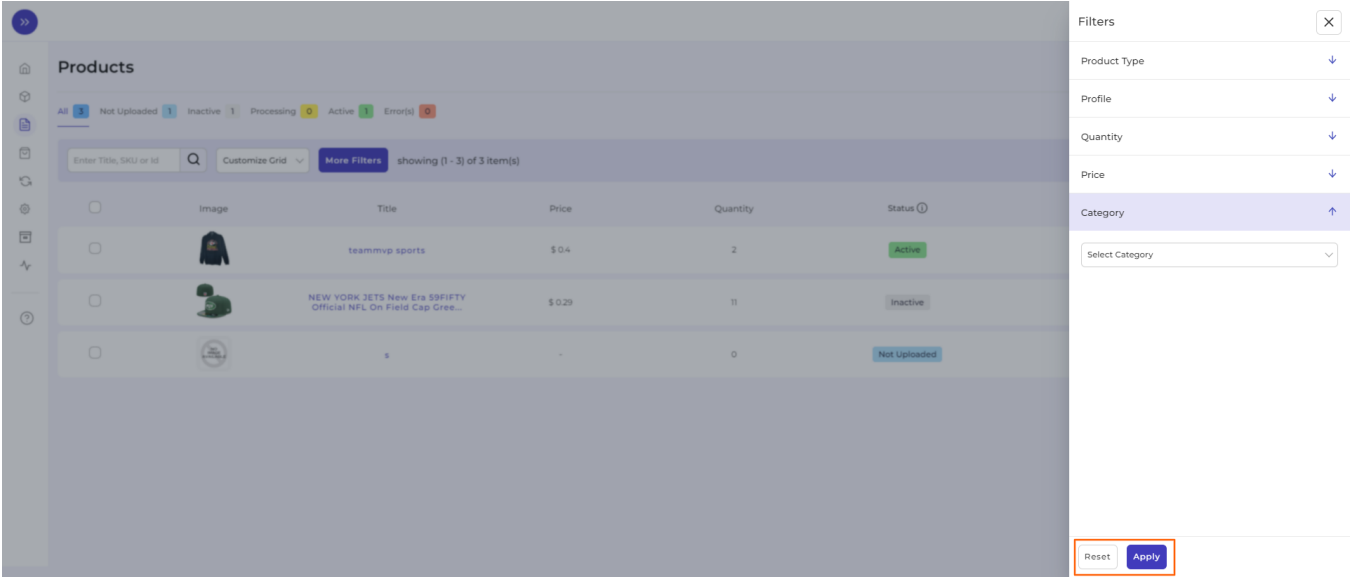 Filters
Product Type
Profile
Quantity
Price
Category
Select Category
Reset Apply
Products
All 3 Not Uploaded 1 Inactive 1 Processing 0 Active 1 Error(s) 0
Enter Title, SKU or Id Customize Grid More Filters showing (1 - 3) of 3 item(s)
Image Title Price Quantity Status
teammvp sports $ 0.4 2 Active
NEW YORK JETS New Era 59FIFTY
Official NFL On Field Cap Gree... $ 0.29 11 Inactive
s - 0 Not Uploaded